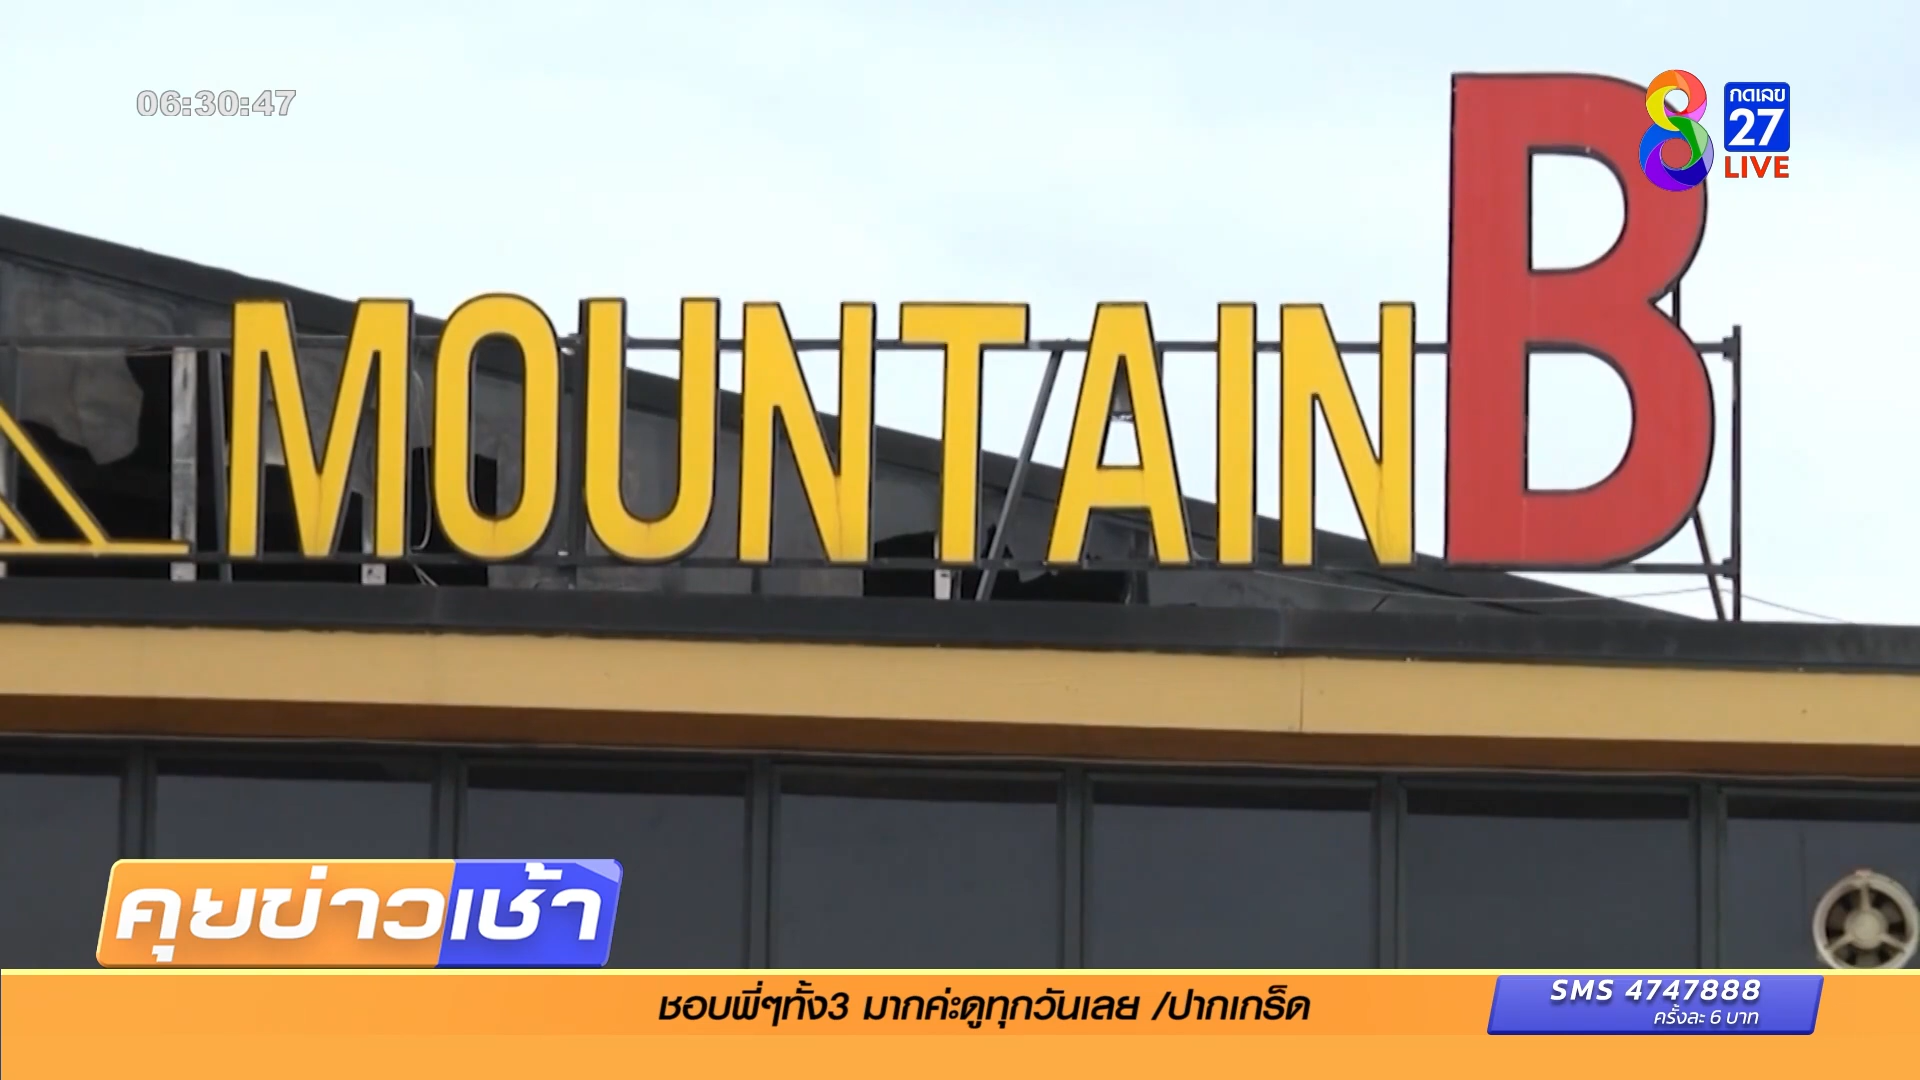 06:30:47
8
กดเลข
27
LIVE
MOUNTAIN B
คุยข่าวเช้า
ชอบพี่ๆทั้ง3 มากค่ะดูทุกวันเลย /ปากเกร็ด
SMS 4747888
ครั้งละ 6 บาท